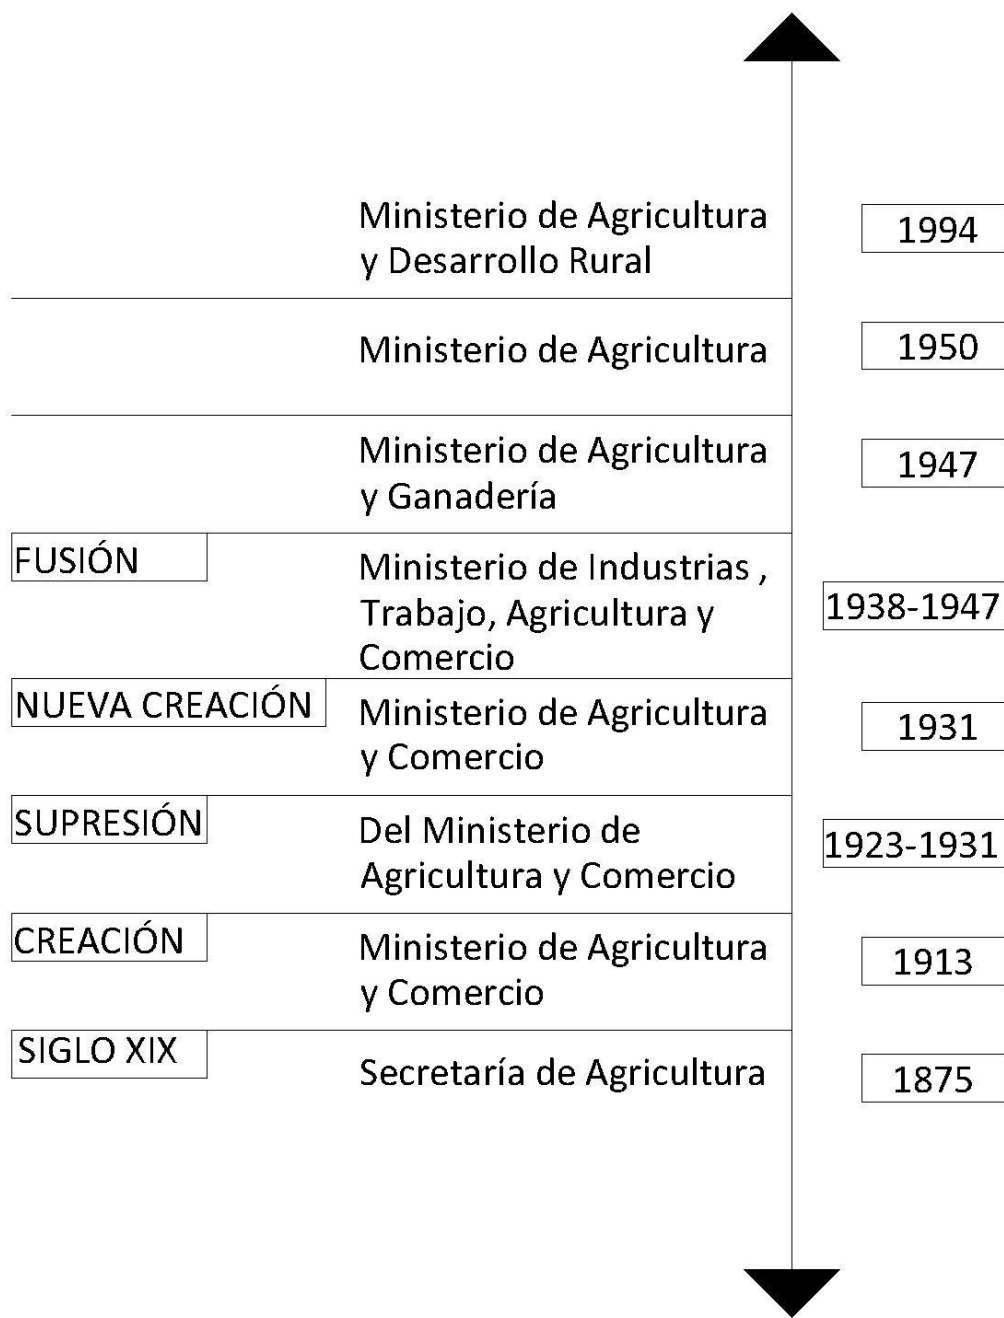 Ministerio de Agricultura
y Desarrollo Rural
1994
Ministerio de Agricultura
1950
Ministerio de Agricultura
y Ganadería
1947
FUSIÓN
Ministerio de Industrias ,
Trabajo, Agricultura y
Comercio
1938-1947
NUEVA CREACIÓN
Ministerio de Agricultura
y Comercio
1931
SUPRESIÓN
Del Ministerio de
Agricultura y Comercio
1923-1931
CREACIÓN
Ministerio de Agricultura
y Comercio
1913
SIGLO XIX
Secretaría de Agricultura
1875